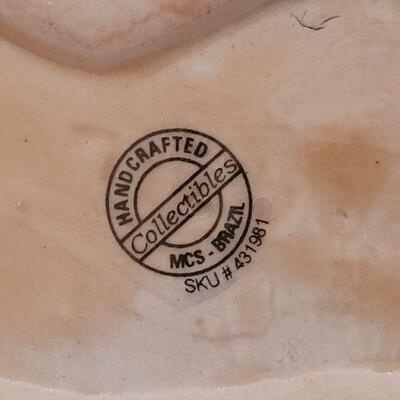 HANDCRAFTED
Collectibles
MCS - BRAZIL
SKU # 431981